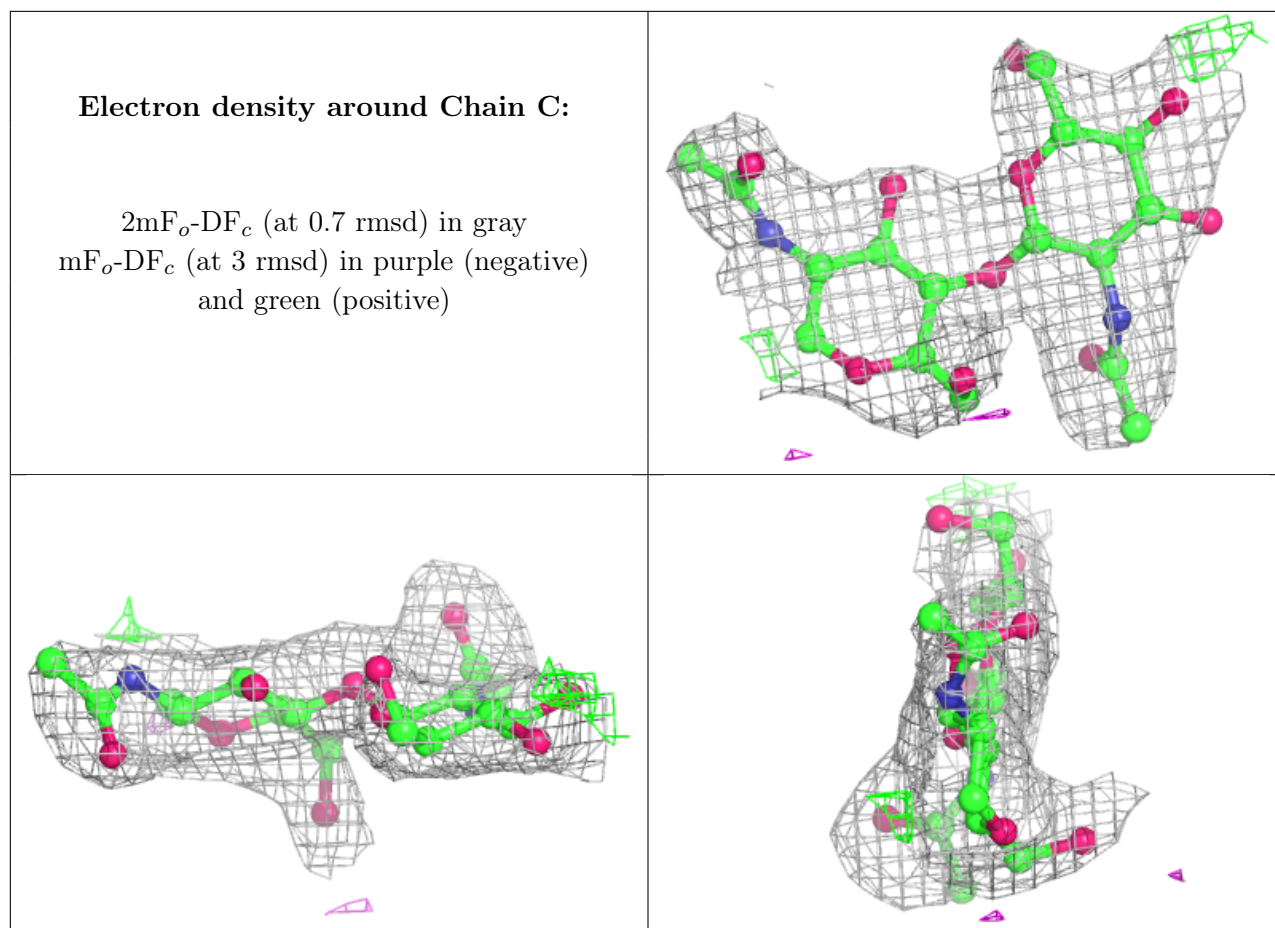 Electron density around Chain C:
2mFo-DFc (at 0.7 rmsd) in gray
mFo-DFc (at 3 rmsd) in purple (negative)
and green (positive)